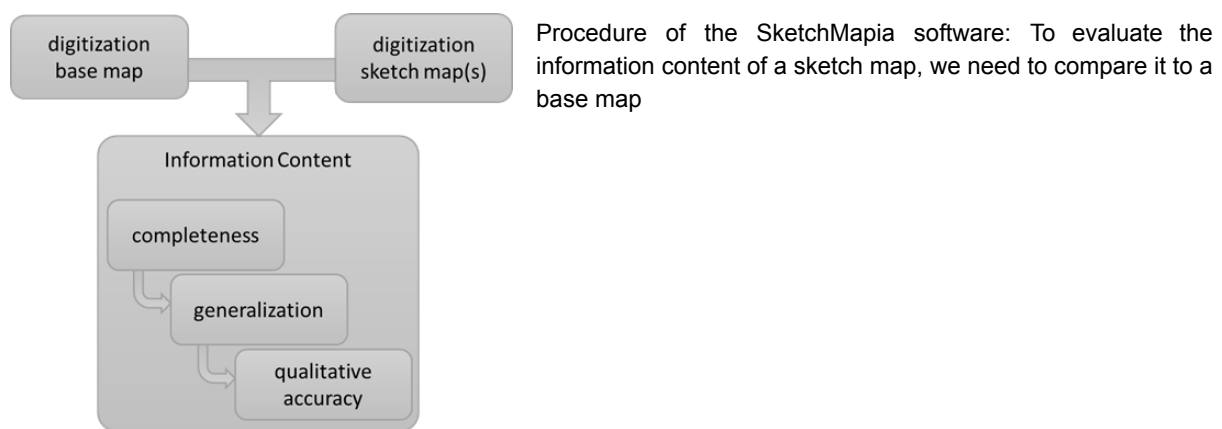 digitization
base map
digitization
sketch map(s)
Procedure of the SketchMapia software: To evaluate the
information content of a sketch map, we need to compare it to a
base map
Information Content
completeness
generalization
qualitative
accuracy